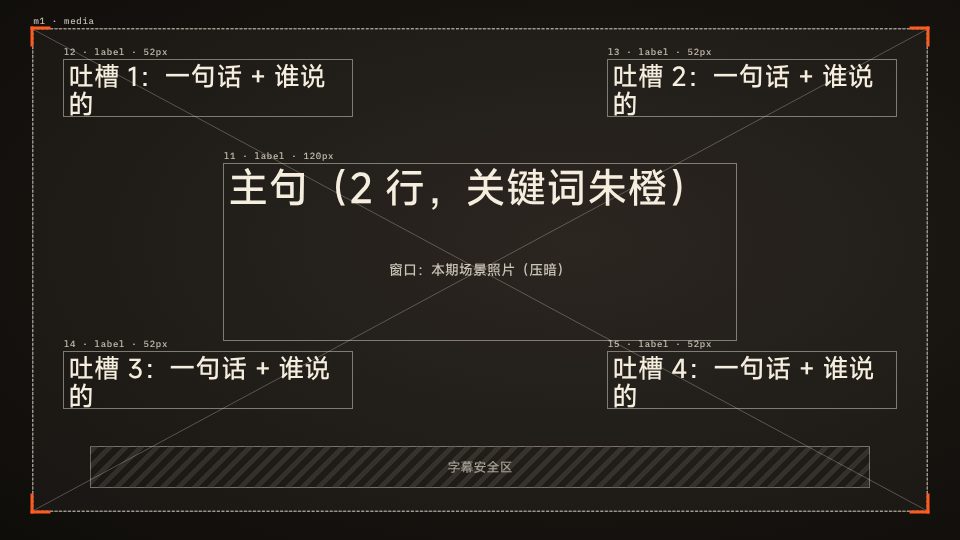 m1 · media
l2 · label · 52px
吐槽 1：一句话 + 谁说
的
l3 · label · 52px
吐槽 2：一句话 + 谁说
的
l1 · label · 120px
主句（2 行，关键词朱橙）
窗口：本期场景照片（压暗）
l4 · label · 52px
吐槽 3：一句话 + 谁说
的
l5 · label · 52px
吐槽 4：一句话 + 谁说
的
字幕安全区